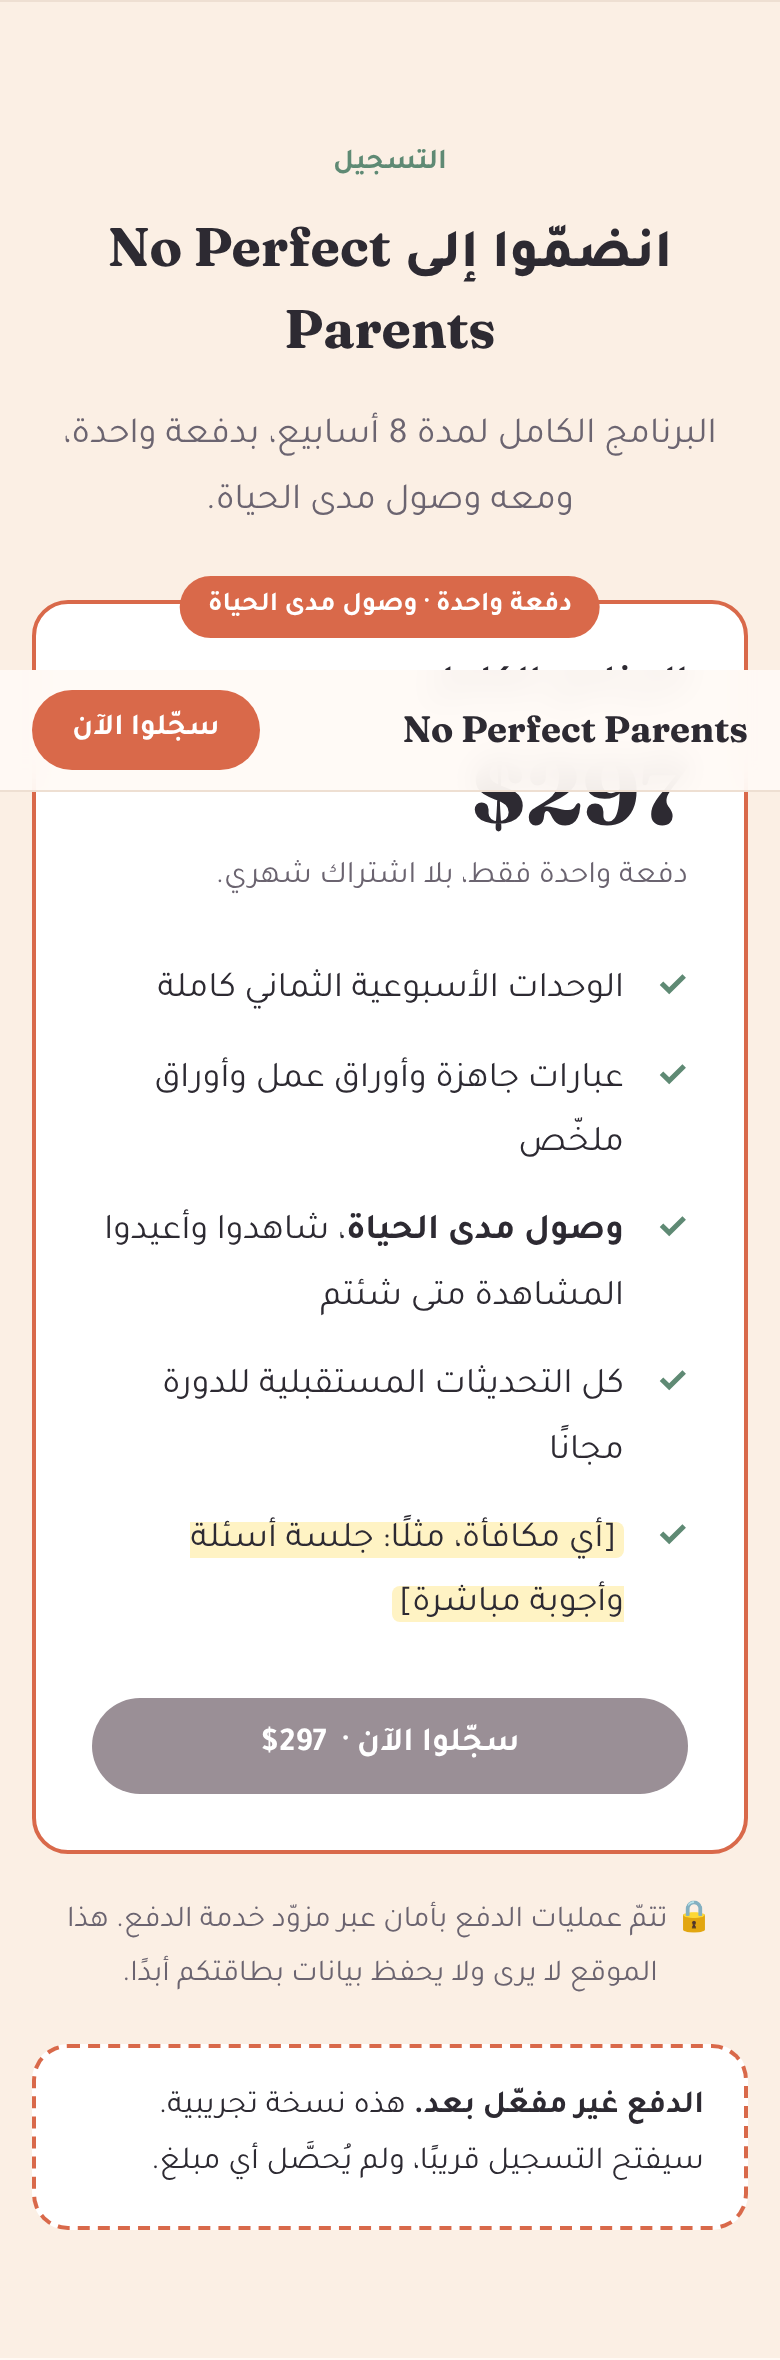 التسجيل
انضمّوا إلى No Perfect
Parents
البرنامج الكامل لمدة 8 أسابيع، بدفعة واحدة،
ومعه وصول مدى الحياة.
دفعة واحدة · وصول مدى الحياة
No Perfect Parents
سجّلوا الآن
$297
دفعة واحدة فقط، بلا اشتراك شهري.
✓ الوحدات الأسبوعية الثماني كاملة
✓ عبارات جاهزة وأوراق عمل وأوراق
ملخّص
✓ وصول مدى الحياة، شاهدوا وأعيدوا
المشاهدة متى شئتم
✓ كل التحديثات المستقبلية للدورة
مجانًا
✓ [أي مكافأة، مثلًا: جلسة أسئلة
وأجوبة مباشرة]
سجّلوا الآن · $297
🔒 تتمّ عمليات الدفع بأمان عبر مزوّد خدمة الدفع. هذا
الموقع لا يرى ولا يحفظ بيانات بطاقتكم أبدًا.
الدفع غير مفعّل بعد. هذه نسخة تجريبية.
سيفتح التسجيل قريبًا، ولم يُحصَّل أي مبلغ.